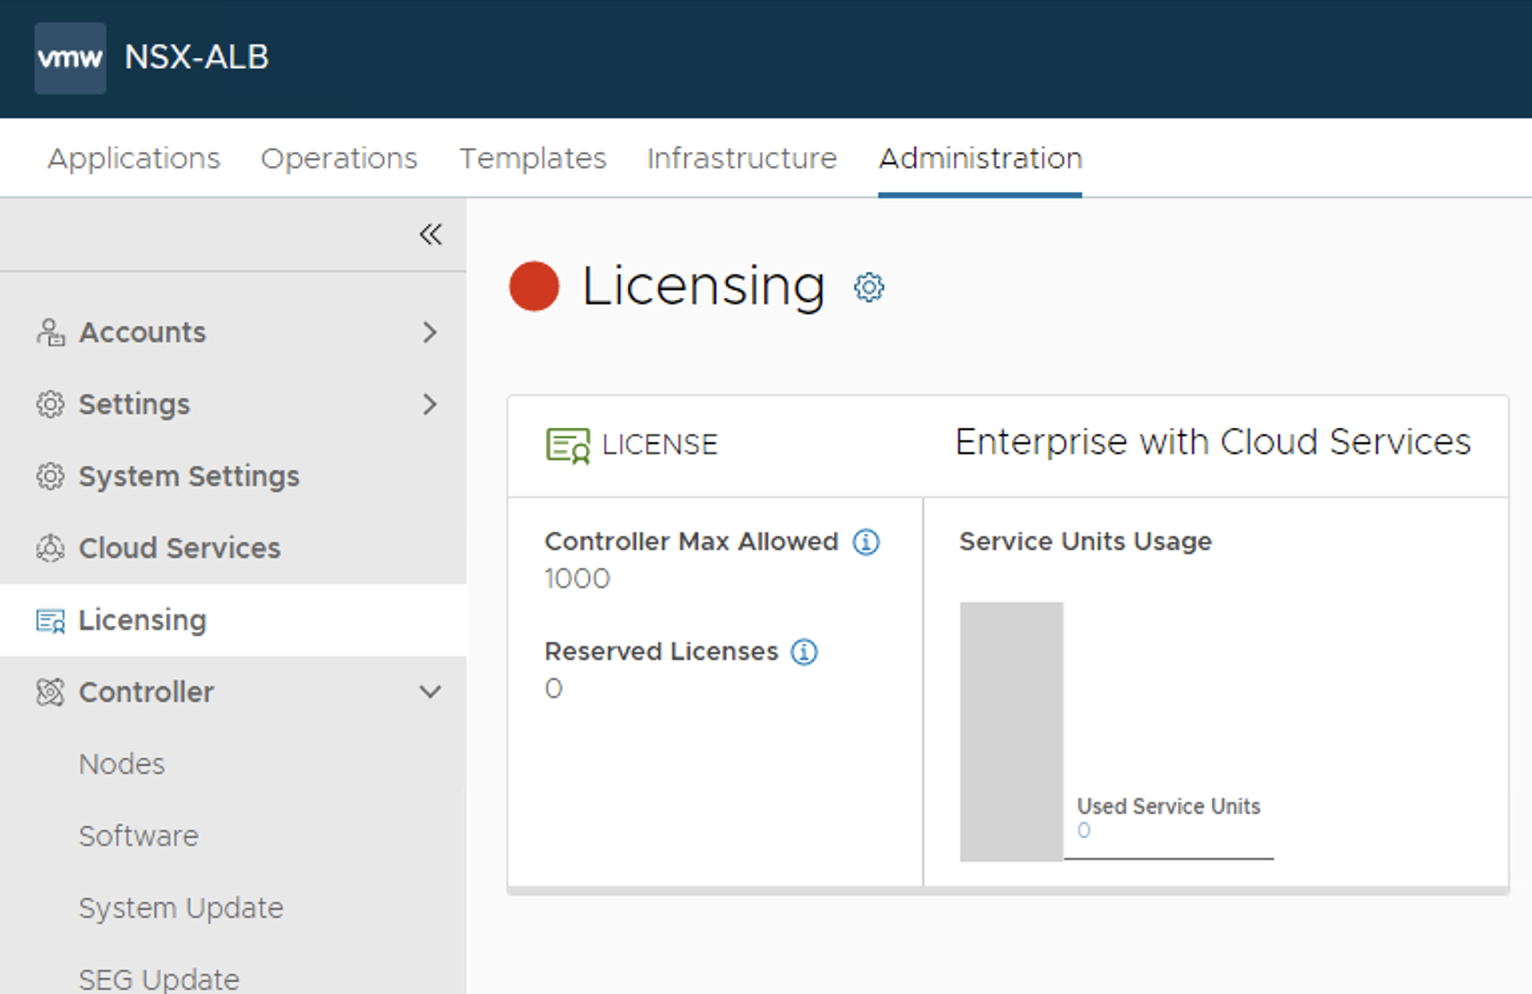 vmw NSX-ALB
Applications Operations Templates Infrastructure Administration
Accounts
Settings
System Settings
Cloud Services
Licensing
Controller
Nodes
Software
System Update
SEG Update
Licensing
LICENSE Enterprise with Cloud Services
Controller Max Allowed
1000
Reserved Licenses
0
Service Units Usage
Used Service Units
0